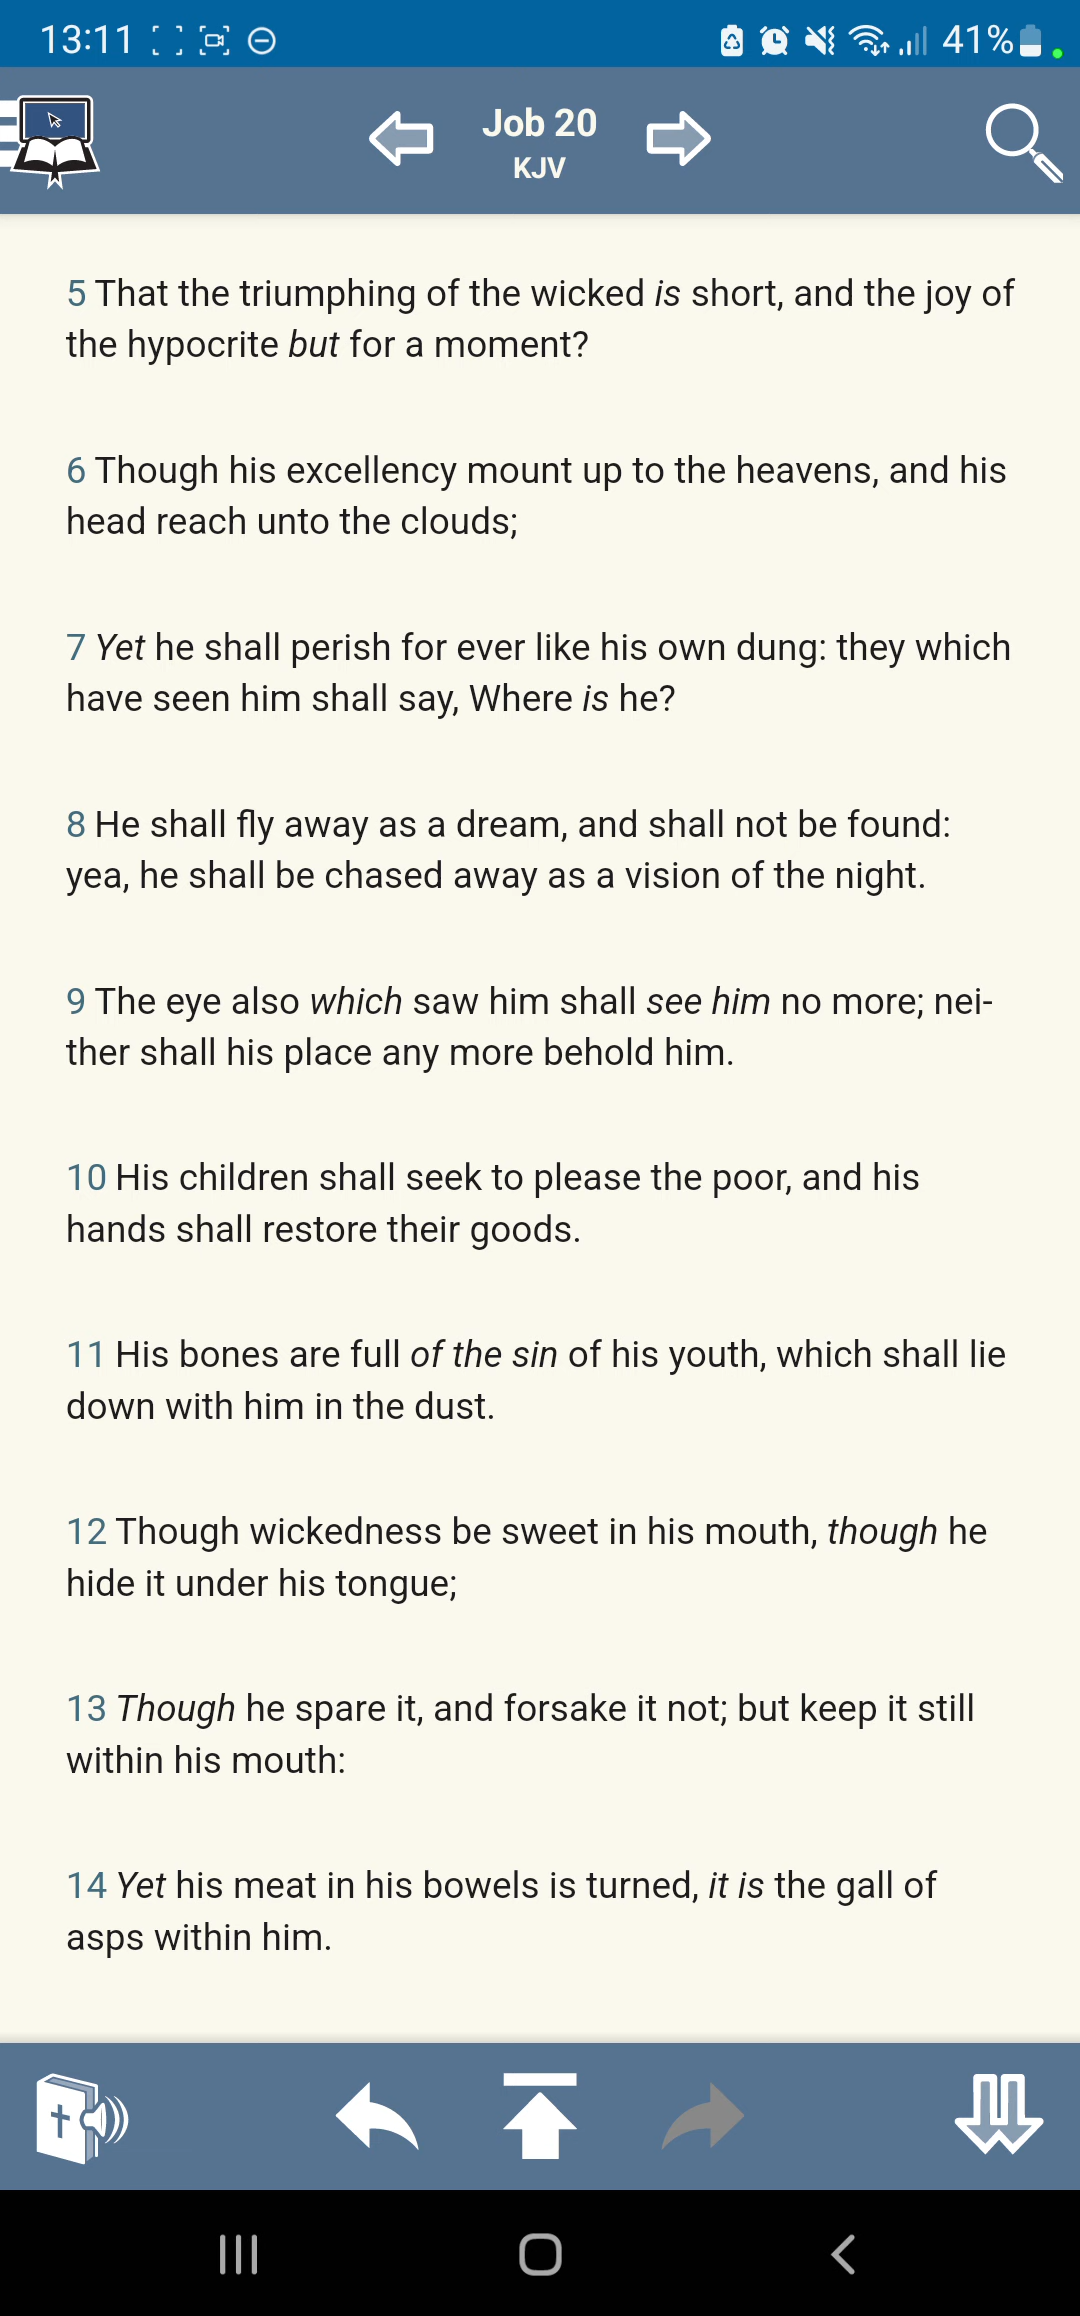 13:11
41%
Job 20
KJV
5 That the triumphing of the wicked is short, and the joy of
the hypocrite but for a moment?
6 Though his excellency mount up to the heavens, and his
head reach unto the clouds;
7 Yet he shall perish for ever like his own dung: they which
have seen him shall say, Where is he?
8 He shall fly away as a dream, and shall not be found:
yea, he shall be chased away as a vision of the night.
9 The eye also which saw him shall see him no more; nei-
ther shall his place any more behold him.
10 His children shall seek to please the poor, and his
hands shall restore their goods.
11 His bones are full of the sin of his youth, which shall lie
down with him in the dust.
12 Though wickedness be sweet in his mouth, though he
hide it under his tongue;
13 Though he spare it, and forsake it not; but keep it still
within his mouth:
14 Yet his meat in his bowels is turned, it is the gall of
asps within him.